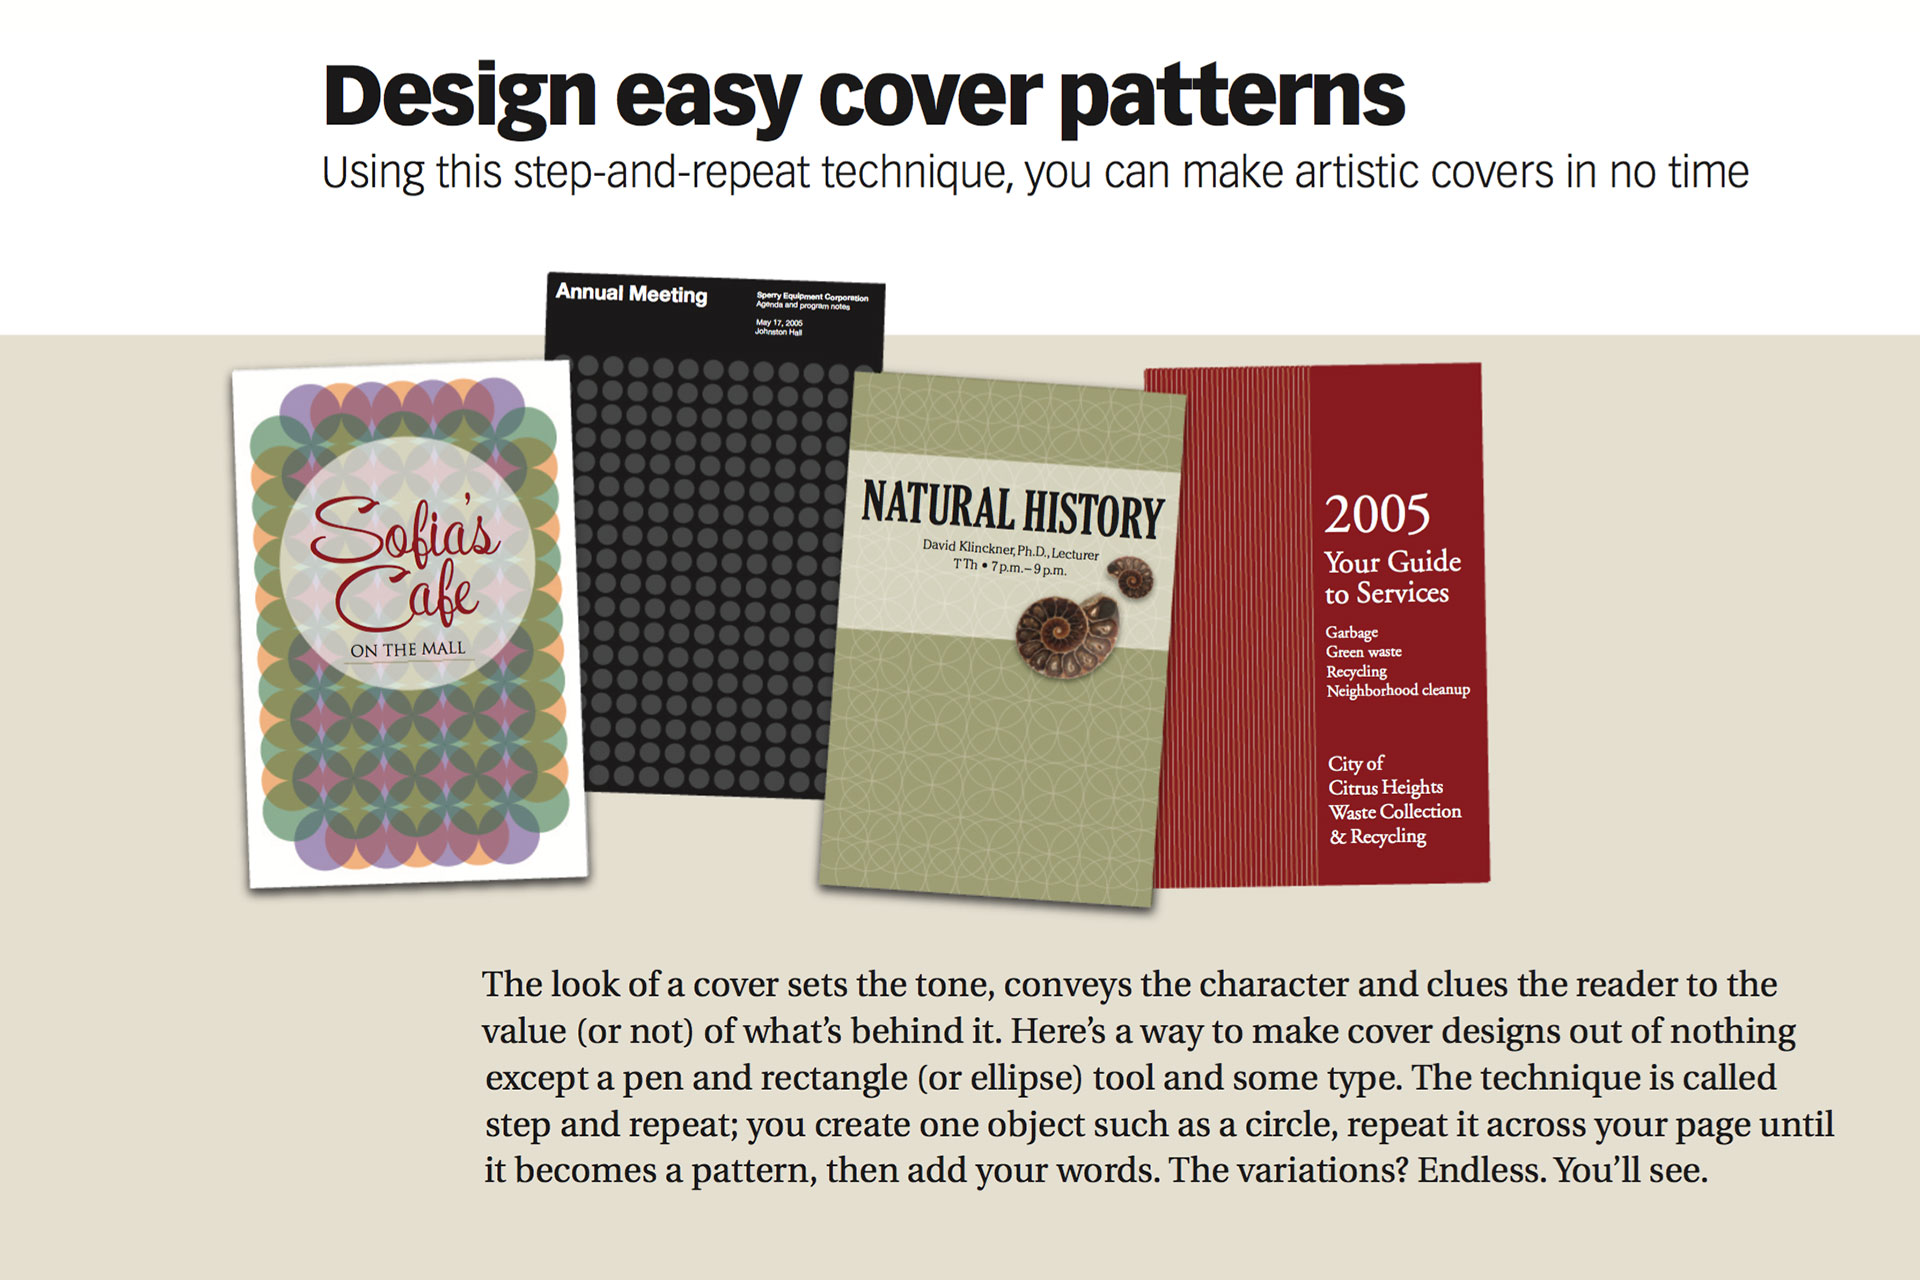 Design easy cover patterns
Using this step-and-repeat technique, you can make artistic covers in no time
Annual Meeting
Sperry Equipment Corporation
Agenda and program notes
May 17, 2005
Johnston Hall
Sofia's
Cafe
ON THE MALL
NATURAL HISTORY
David Klinckner, Ph.D., Lecturer
T Th • 7 p.m. – 9 p.m.
2005
Your Guide
to Services
Garbage
Green waste
Recycling
Neighborhood cleanup
City of
Citrus Heights
Waste Collection
& Recycling
The look of a cover sets the tone, conveys the character and clues the reader to the
value (or not) of what’s behind it. Here’s a way to make cover designs out of nothing
except a pen and rectangle (or ellipse) tool and some type. The technique is called
step and repeat; you create one object such as a circle, repeat it across your page until
it becomes a pattern, then add your words. The variations? Endless. You’ll see.